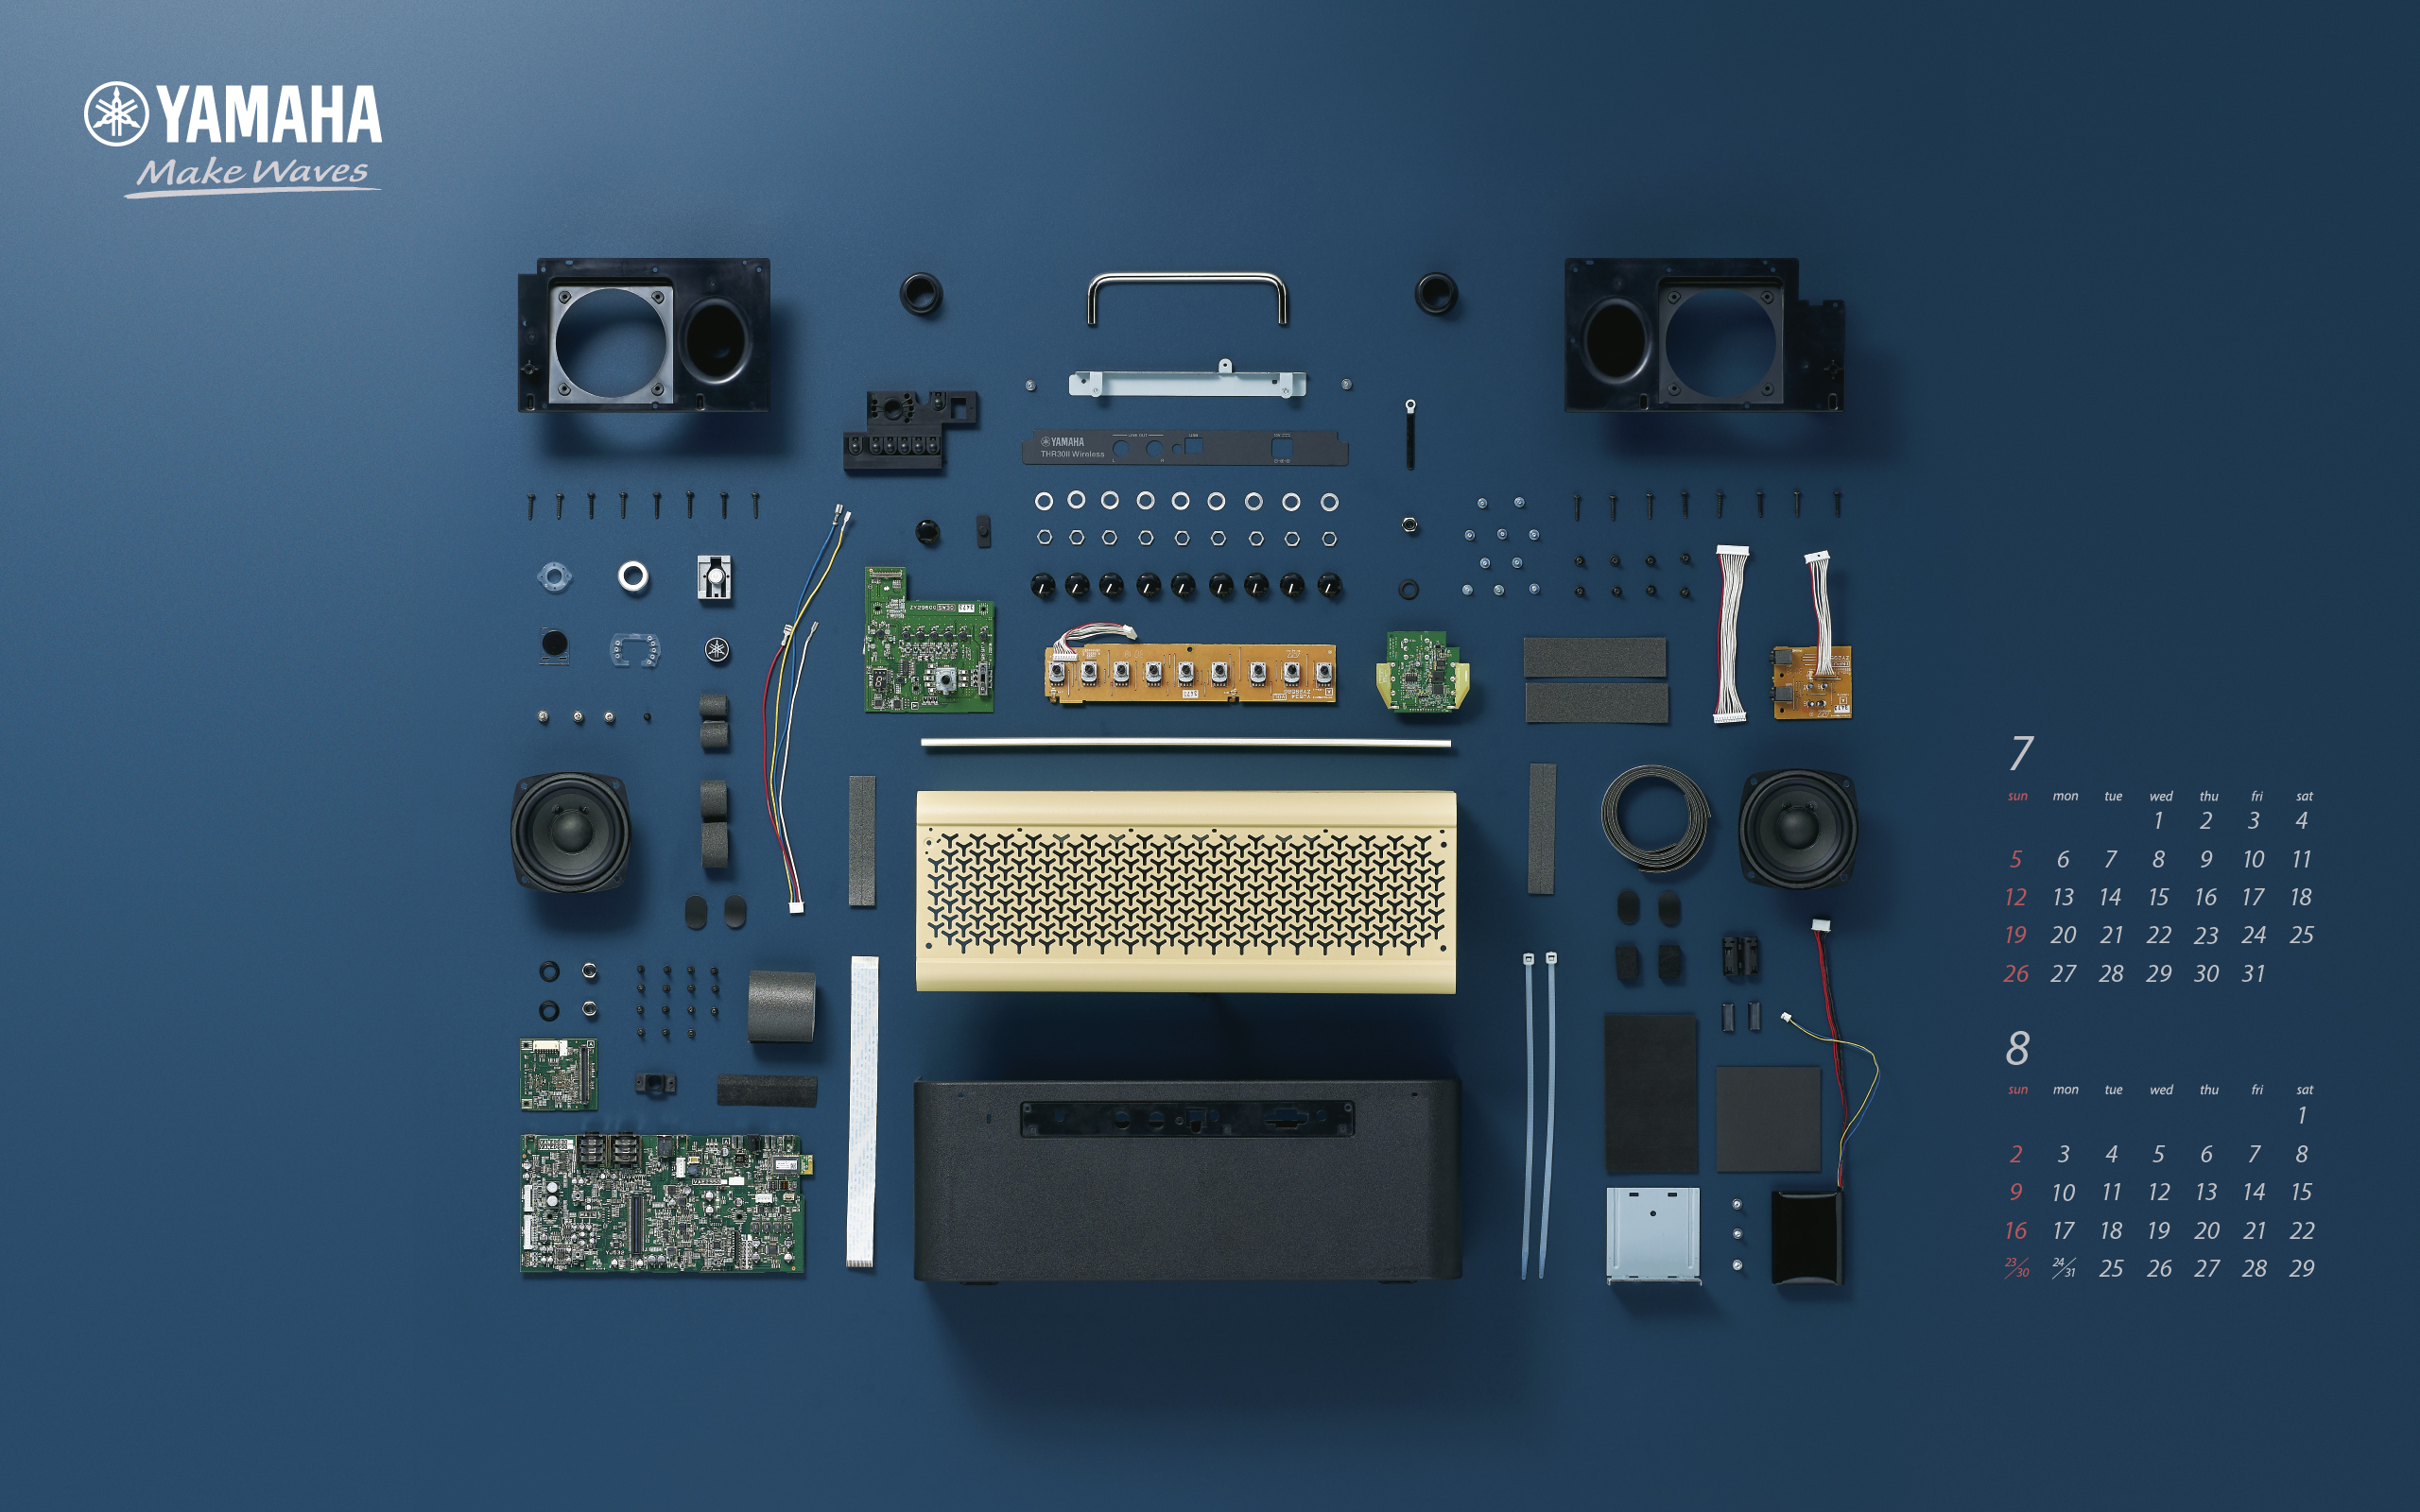 YAMAHA
Make Waves
YAMAHA
THR30II Wireless
LINE OUT
L
R
USB
7
sun mon tue wed thu fri sat
1 2 3 4
5 6 7 8 9 10 11
12 13 14 15 16 17 18
19 20 21 22 23 24 25
26 27 28 29 30 31
8
sun mon tue wed thu fri sat
1
2 3 4 5 6 7 8
9 10 11 12 13 14 15
16 17 18 19 20 21 22
23/30 24/31 25 26 27 28 29